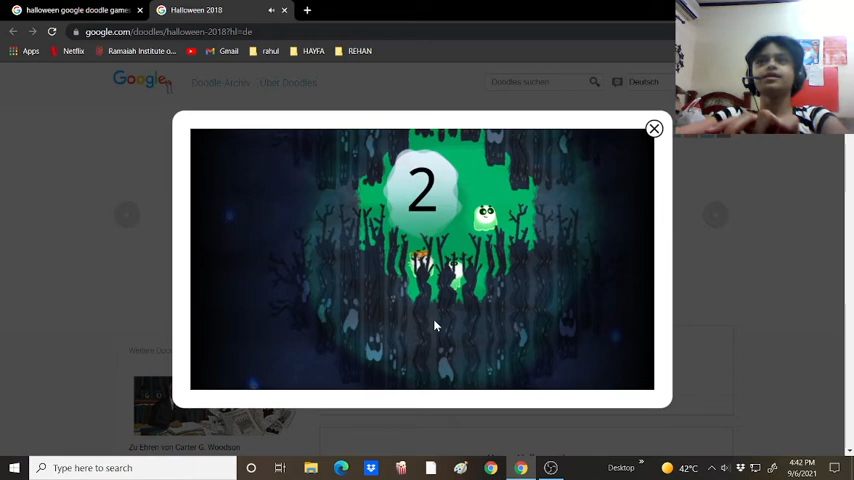 halloween google doodle game
Halloween 2018
google.com/doodles/halloween-2018?hl=de
Apps
Netflix
Ramaiah Institute o...
Gmail
rahul
HAYFA
REHAN
Google
Doodle Archiv
Über Doodles
Doodles suchen
Deutsch
2
Weitere
Zu Ehren von Carter G. Woodson
Type here to search
Desktop
42°C
4:42 PM
9/6/2021